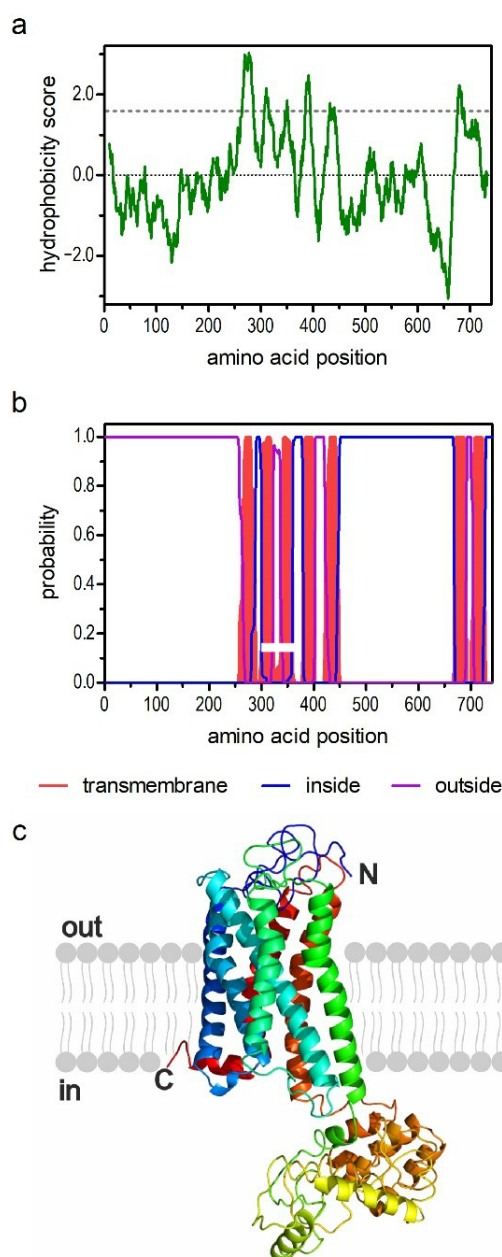 a
hydrophobicity score
2.0
0.0
−2.0
0 100 200 300 400 500 600 700
amino acid position
b
probability
1.0
0.8
0.6
0.4
0.2
0.0
0 100 200 300 400 500 600 700
amino acid position
transmembrane inside outside
c
N
out
in
C